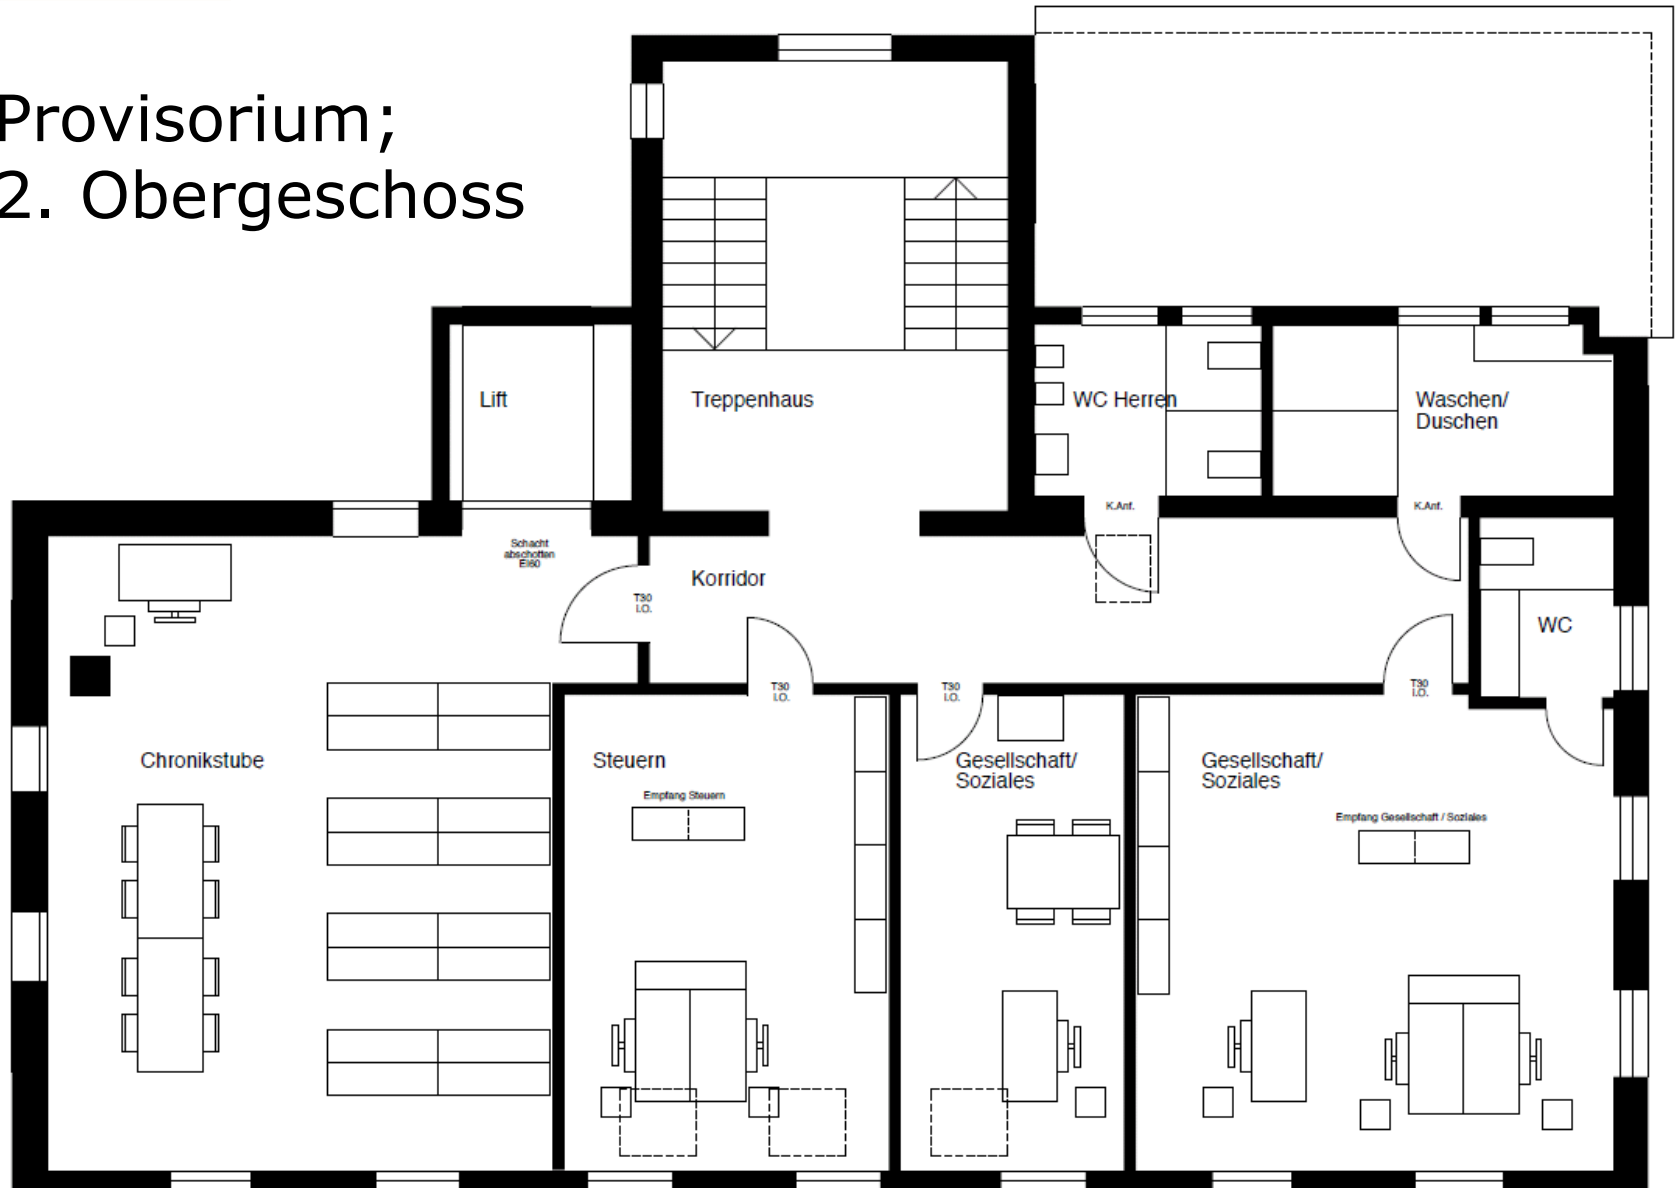 Provisorium;
2. Obergeschoss
Lift
Treppenhaus
WC Herren
Waschen/
Duschen
K.Anf.
K.Anf.
Schacht
abschotten
EI60
Korridor
T30
I.O.
WC
T30
I.O.
T30
I.O.
T30
I.O.
Chronikstube
Steuern
Gesellschaft/
Soziales
Gesellschaft/
Soziales
Empfang Steuern
Empfang Gesellschaft / Soziales